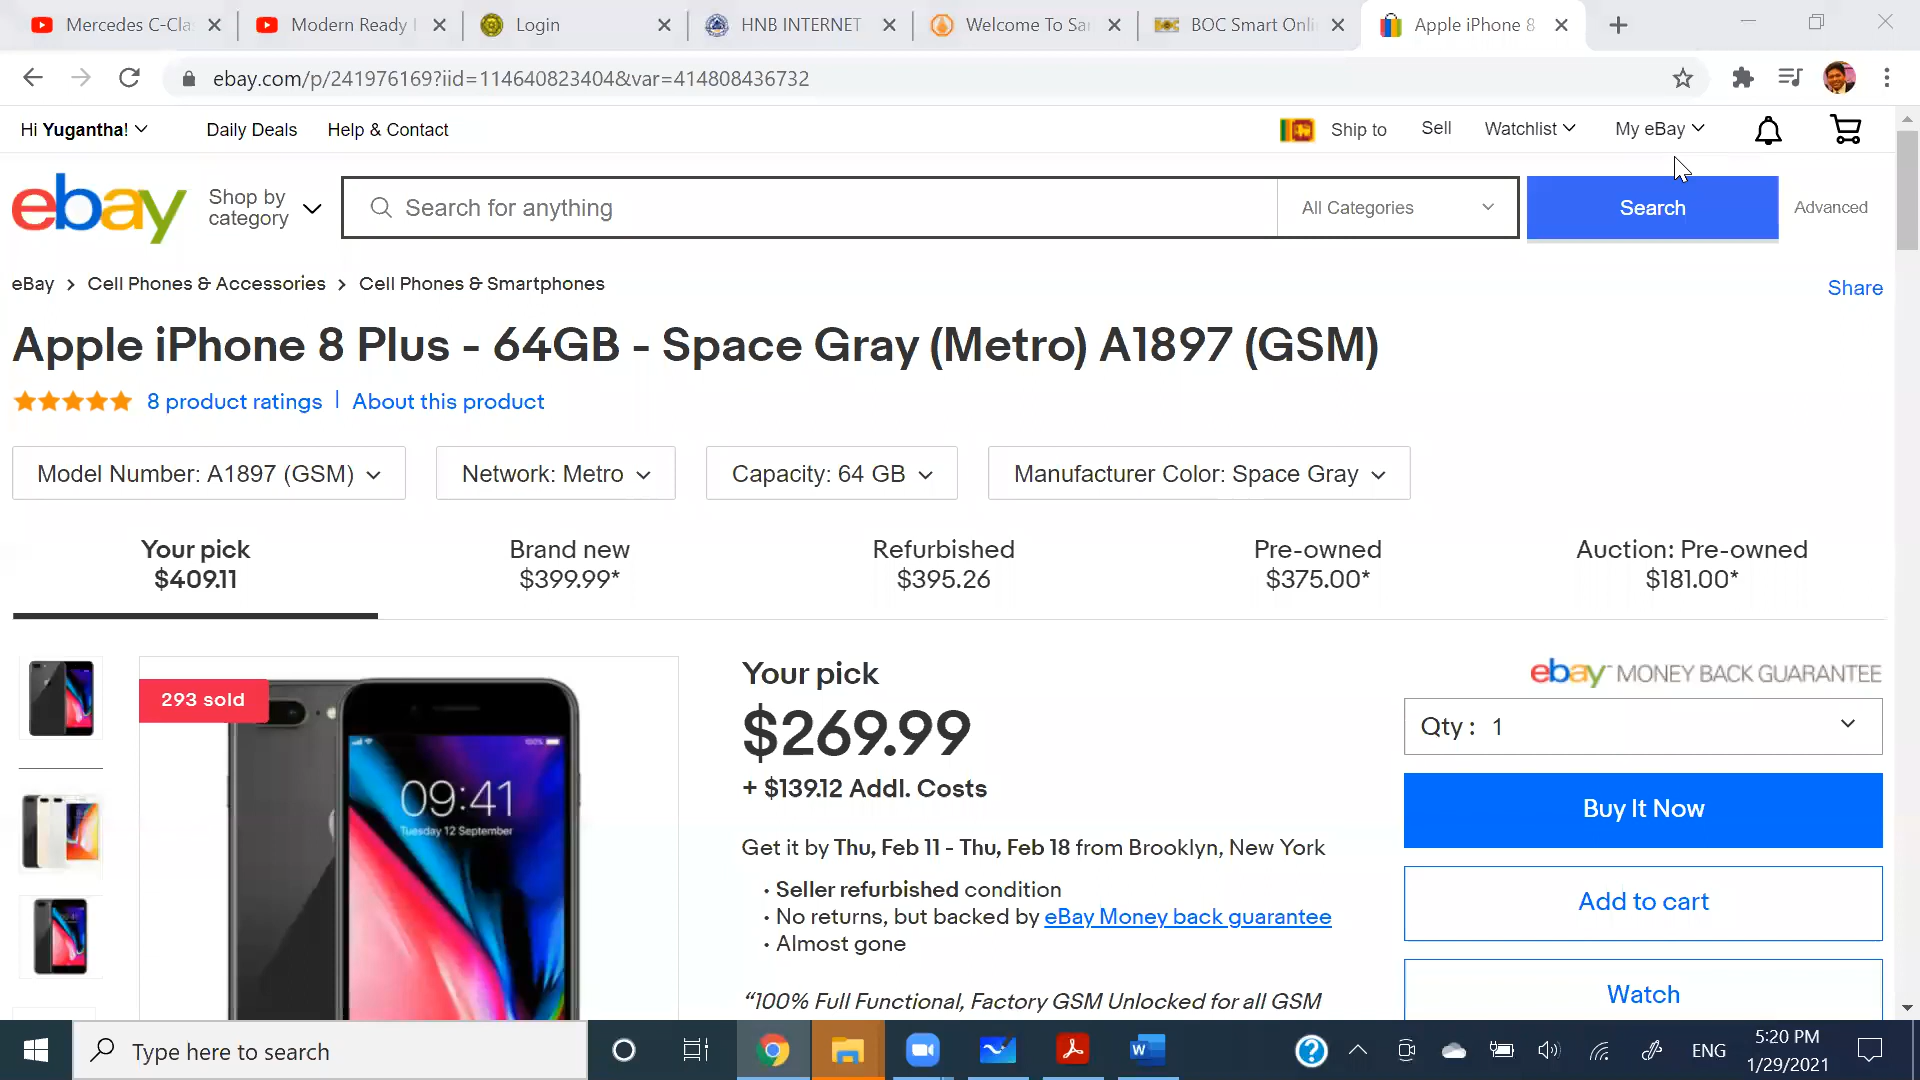 Mercedes C-Cla
Modern Ready
Login
HNB INTERNET
Welcome To Sa
BOC Smart Onli
Apple iPhone 8
ebay.com/p/241976169?iid=114640823404&var=414808436732
Hi Yugantha!
Daily Deals
Help & Contact
Ship to
Sell
Watchlist
My eBay
ebay
Shop by
category
Search for anything
All Categories
Search
Advanced
eBay > Cell Phones & Accessories > Cell Phones & Smartphones
Share
Apple iPhone 8 Plus - 64GB - Space Gray (Metro) A1897 (GSM)
8 product ratings | About this product
Model Number: A1897 (GSM)
Network: Metro
Capacity: 64 GB
Manufacturer Color: Space Gray
Your pick
$409.11
Brand new
$399.99*
Refurbished
$395.26
Pre-owned
$375.00*
Auction: Pre-owned
$181.00*
293 sold
09:41
Tuesday 12 September
100%
Your pick
$269.99
+ $139.12 Addl. Costs
Get it by Thu, Feb 11 - Thu, Feb 18 from Brooklyn, New York
• Seller refurbished condition
• No returns, but backed by eBay Money back guarantee
• Almost gone
“100% Full Functional, Factory GSM Unlocked for all GSM
ebay™ MONEY BACK GUARANTEE
Qty : 1
Buy It Now
Add to cart
Watch
Type here to search
ENG
5:20 PM
1/29/2021